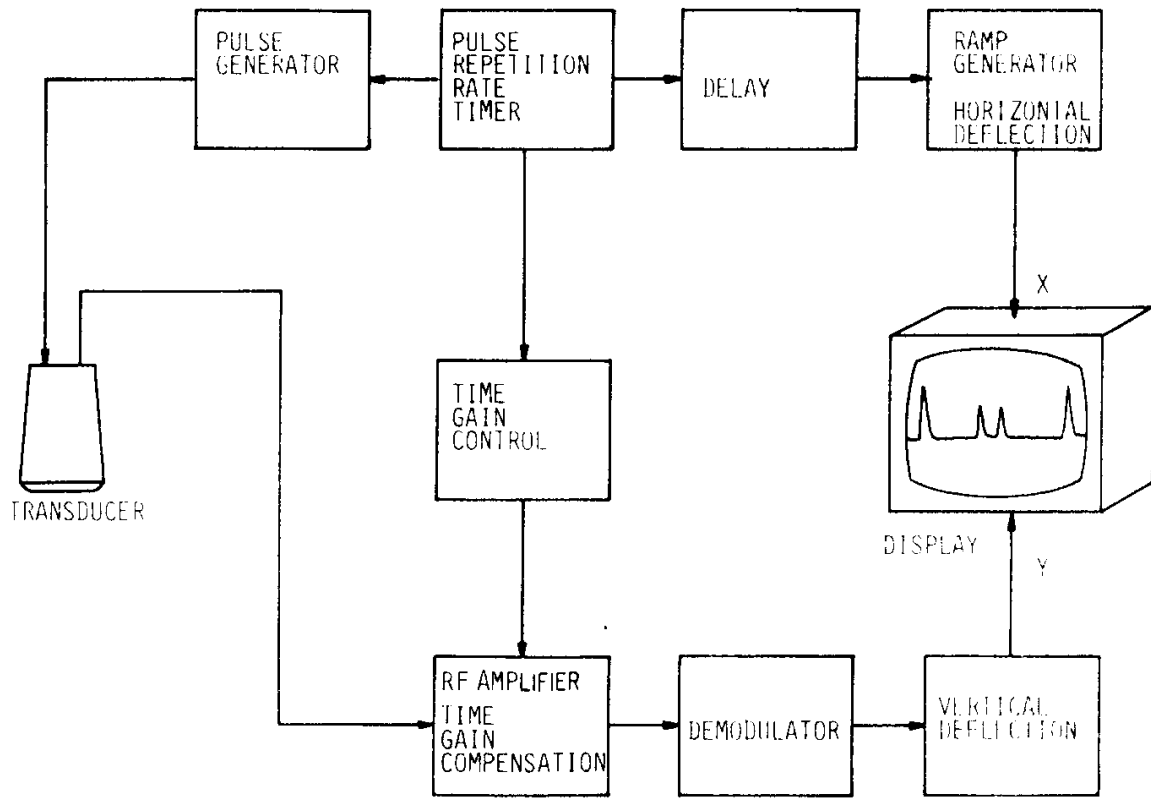 PULSE
GENERATOR
PULSE
REPETITION
RATE
TIMER
DELAY
RAMP
GENERATOR
HORIZONTAL
DEFLECTION
X
TRANSDUCER
TIME
GAIN
CONTROL
DISPLAY
Y
RF AMPLIFIER
TIME
GAIN
COMPENSATION
DEMODULATOR
VERTICAL
DEFLECTION